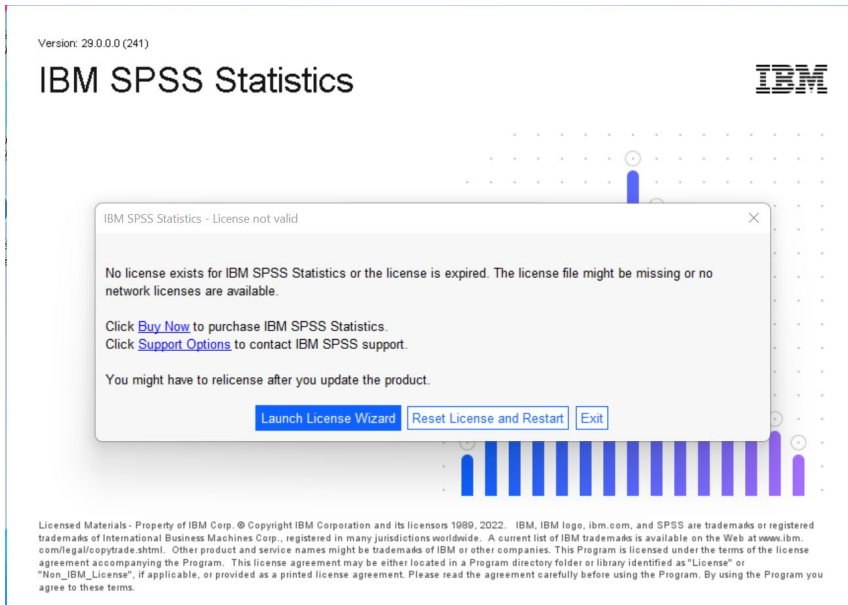 Version: 29.0.0.0 (241)
IBM SPSS Statistics
IBM
IBM SPSS Statistics - License not valid
No license exists for IBM SPSS Statistics or the license is expired. The license file might be missing or no
network licenses are available.
Click Buy Now to purchase IBM SPSS Statistics.
Click Support Options to contact IBM SPSS support.
You might have to relicense after you update the product.
Launch License Wizard Reset License and Restart Exit
Licensed Materials - Property of IBM Corp. © Copyright IBM Corporation and its licensors 1989, 2022. IBM, IBM logo, ibm.com, and SPSS are trademarks or registered
trademarks of International Business Machines Corp., registered in many jurisdictions worldwide. A current list of IBM trademarks is available on the Web at www.ibm.
com/legal/copytrade.shtml. Other product and service names might be trademarks of IBM or other companies. This Program is licensed under the terms of the license
agreement accompanying the Program. This license agreement may be either located in a Program directory folder or library identified as "License" or
"Non_IBM_License", if applicable, or provided as a printed license agreement. Please read the agreement carefully before using the Program. By using the Program you
agree to these terms.